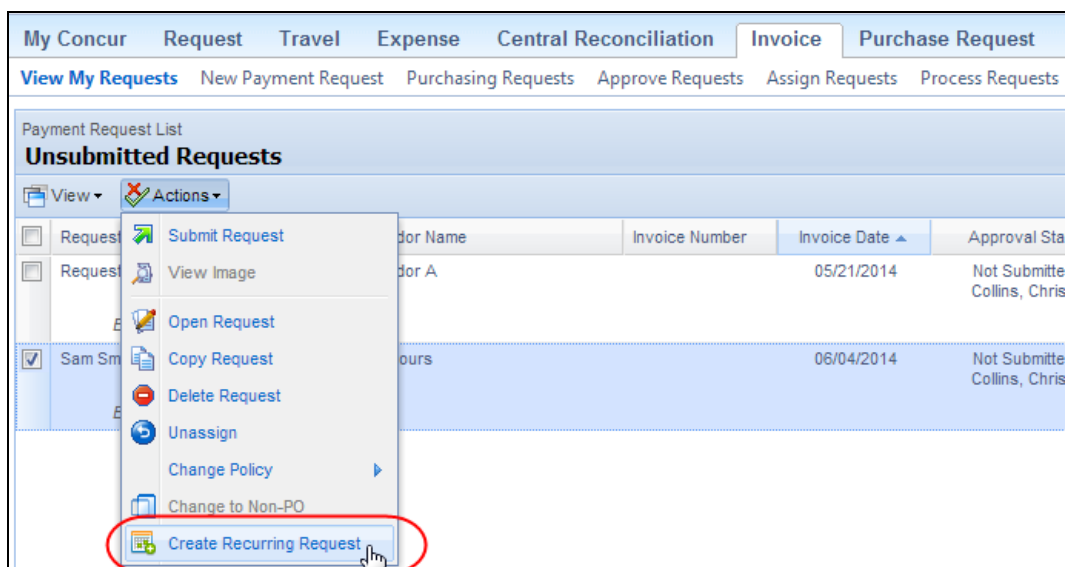 My Concur Request Travel Expense Central Reconciliation Invoice Purchase Request
View My Requests New Payment Request Purchasing Requests Approve Requests Assign Requests Process Requests
Payment Request List
Unsubmitted Requests
View Actions
Request dor Name Invoice Number Invoice Date Approval Sta
Request dor A 05/21/2014 Not Submitte
Collins, Chris
E
Sam Sm ours 06/04/2014 Not Submitte
Collins, Chris
E
Submit Request
View Image
Open Request
Copy Request
Delete Request
Unassign
Change Policy
Change to Non-PO
Create Recurring Request